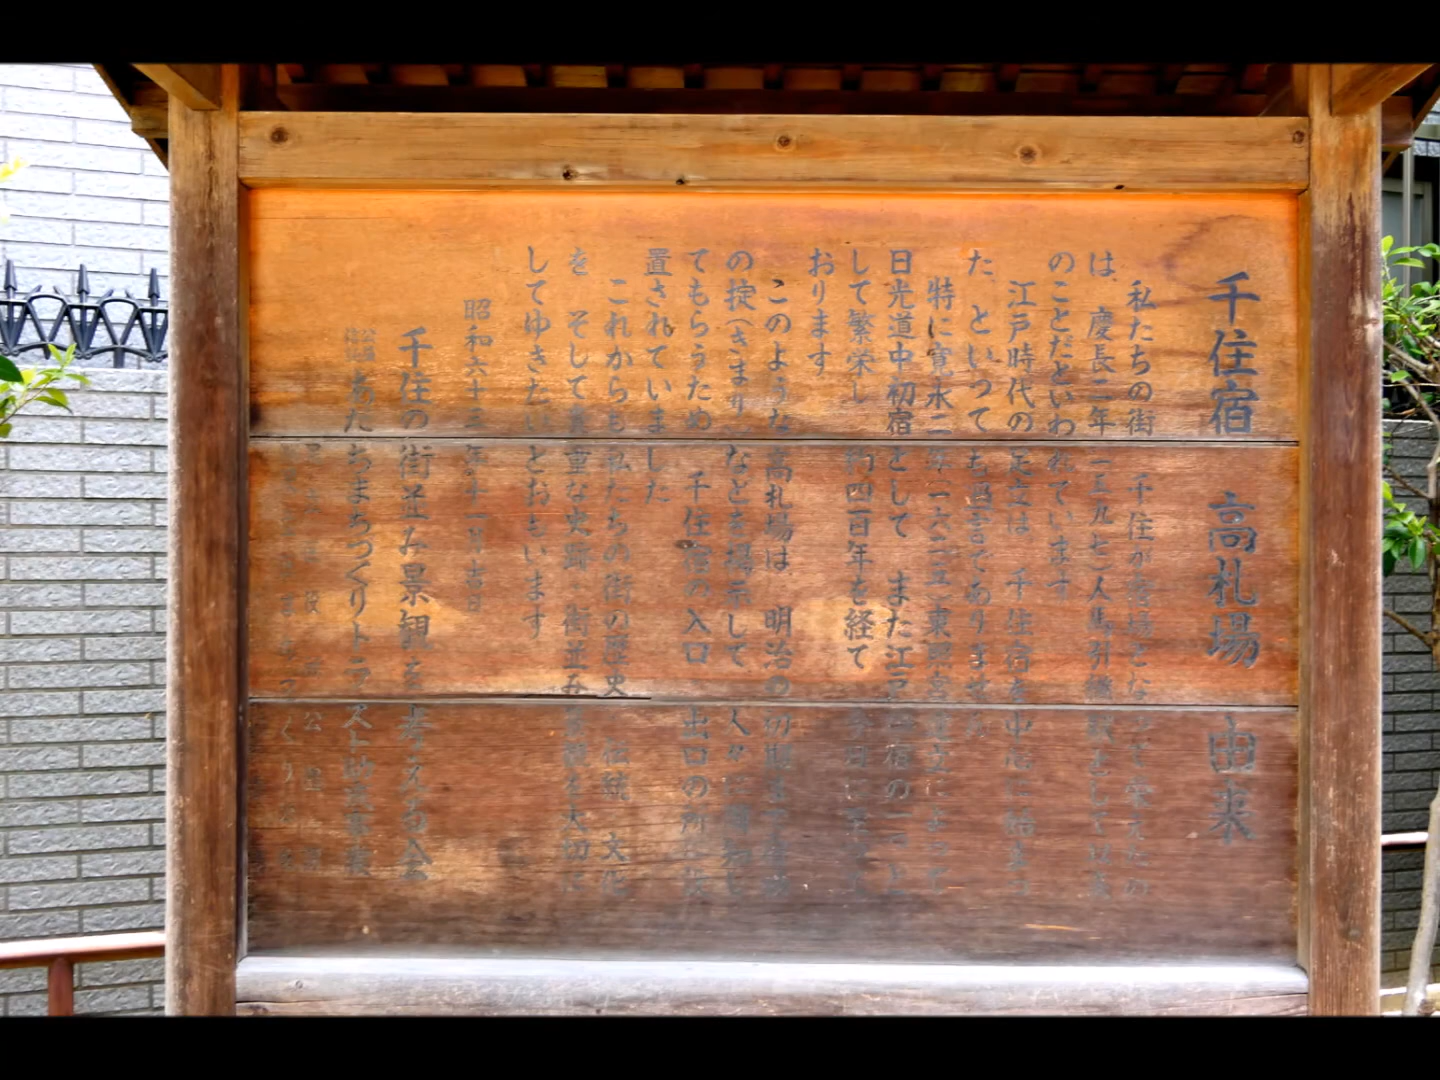 千住宿 高札場 由来
私たちの街 千住が宿場となって栄えたの
は 慶長二年(一五九七)人馬引継
のことだといわれています
江戸時代の足立は 千住宿を中心に始まっ
た といっても過言でありません
特に寛永二年(一六二五)東照宮建立によって
日光道中初宿として また江戸四宿の一つと
して繁栄し 約四百年を経て 今日に至って
おります
このような高札場は 明治の初期まで
の掟(きまり)などを掲示して 人々に周知し
てもらうため 千住宿の入口 出口の所に設
置されていました
これからも私たちの街の歴史 伝統 文化
を そして貴重な史跡・街並み景観を大切に
してゆきたいとおもいます
昭和六十三年十一月吉日
千住の街並み景観を考える会
あだちまちづくりトラスト助成事業